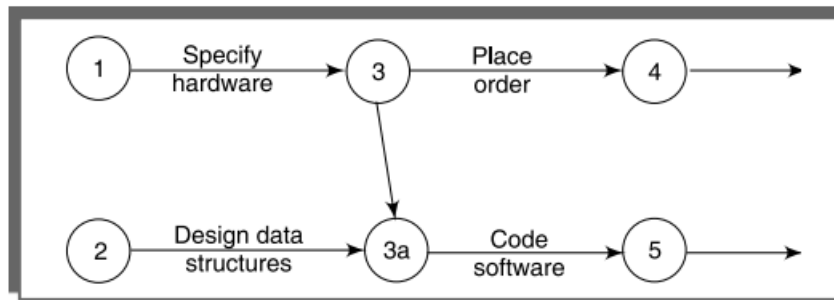 1
Specify
hardware
3
Place
order
4
2
Design data
structures
3a
Code
software
5